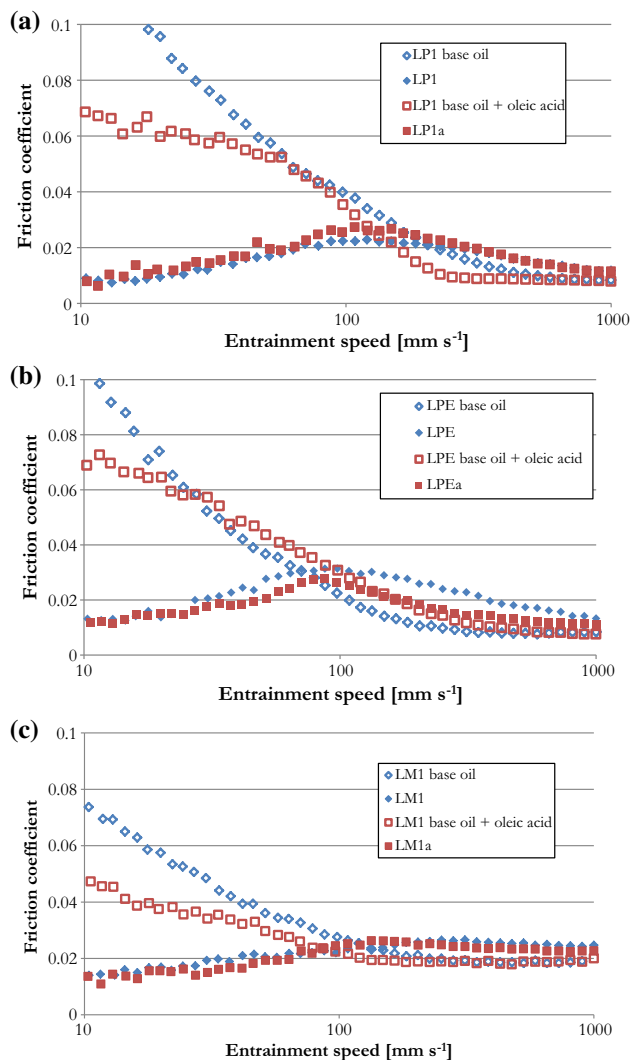 (a)
0.1
0.08
0.06
0.04
0.02
0
Friction coefficient
LP1 base oil
LP1
LP1 base oil + oleic acid
LP1a
10
100
1000
Entrainment speed [mm s-1]
(b)
0.1
0.08
0.06
0.04
0.02
0
Friction coefficient
LPE base oil
LPE
LPE base oil + oleic acid
LPEa
10
100
1000
Entrainment speed [mm s-1]
(c)
0.1
0.08
0.06
0.04
0.02
0
Friction coefficient
LM1 base oil
LM1
LM1 base oil + oleic acid
LM1a
10
100
1000
Entrainment speed [mm s-1]